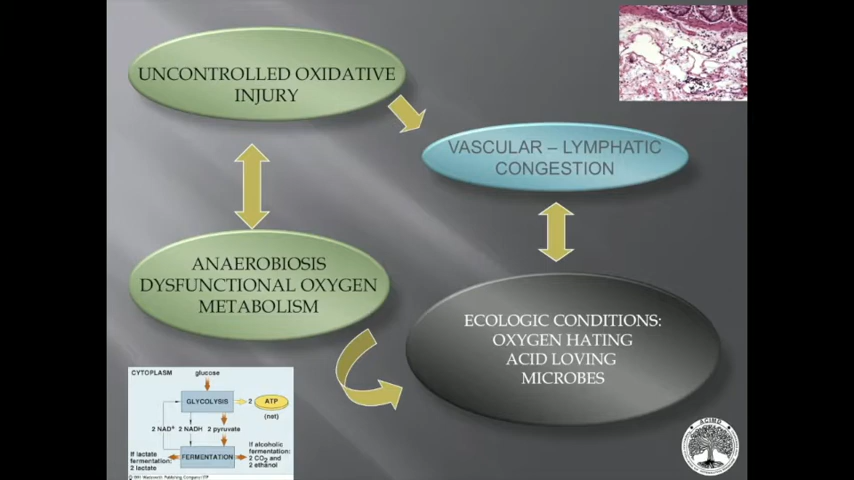 UNCONTROLLED OXIDATIVE
INJURY
VASCULAR – LYMPHATIC
CONGESTION
ANAEROBIOSIS
DYSFUNCTIONAL OXYGEN
METABOLISM
ECOLOGIC CONDITIONS:
OXYGEN HATING
ACID LOVING
MICROBES
CYTOPLASM
glucose
GLYCOLYSIS
2
ATP
(net)
2 NAD+ 2 NADH 2 pyruvate
If lactate
fermentation:
2 lactate
FERMENTATION
If alcoholic
fermentation:
2 CO2 and
2 ethanol